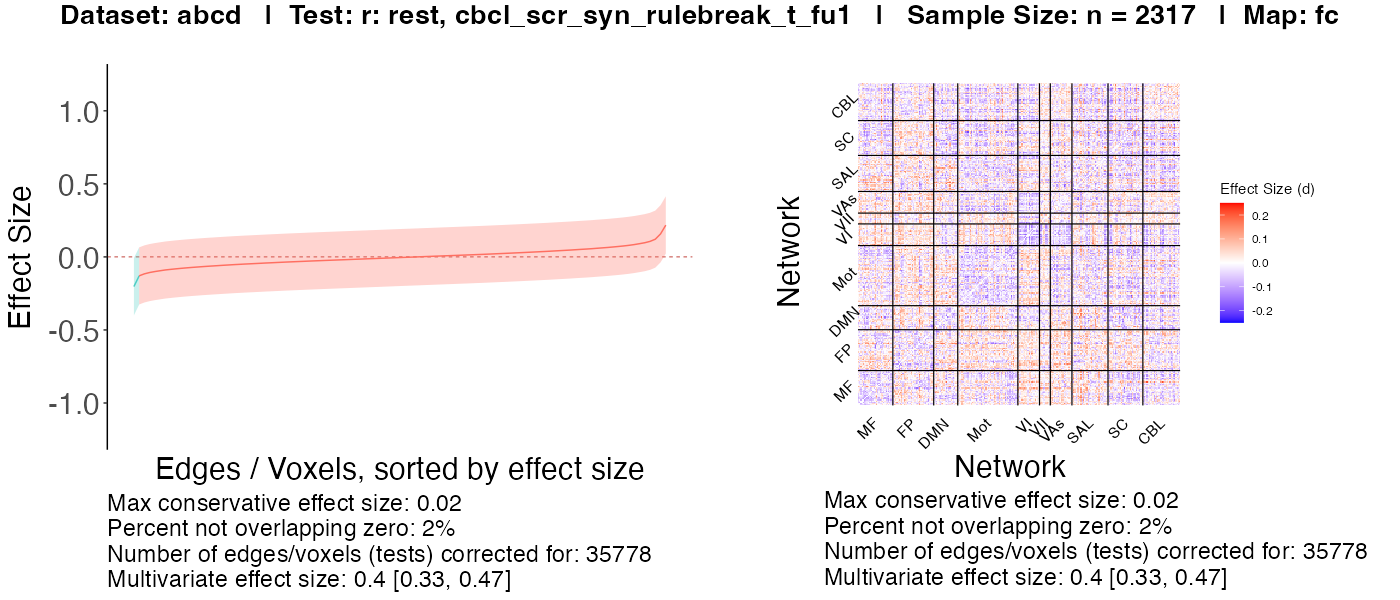 Dataset: abcd | Test: r: rest, cbcl_scr_syn_rulebreak_t_fu1 | Sample Size: n = 2317 | Map: fc
Effect Size
1.0
0.5
0.0
-0.5
-1.0
Edges / Voxels, sorted by effect size
Max conservative effect size: 0.02
Percent not overlapping zero: 2%
Number of edges/voxels (tests) corrected for: 35778
Multivariate effect size: 0.4 [0.33, 0.47]
Network
CBL
SC
SAL
VAs
VII
VI
Mot
DMN
FP
MF
MF FP DMN Mot VI VII VAs SAL SC CBL
Network
Effect Size (d)
0.2
0.1
0.0
-0.1
-0.2
Max conservative effect size: 0.02
Percent not overlapping zero: 2%
Number of edges/voxels (tests) corrected for: 35778
Multivariate effect size: 0.4 [0.33, 0.47]